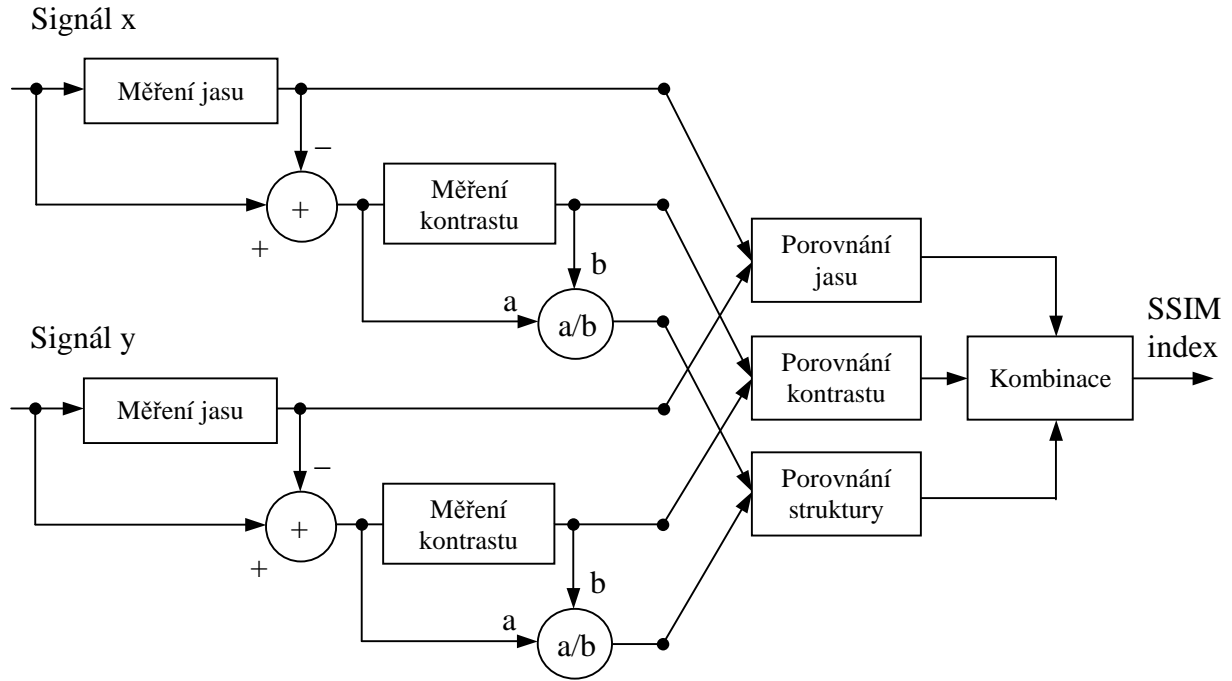 Signál x
Měření jasu
–
+
+
Měření
kontrastu
b
a
a/b
Signál y
Měření jasu
–
+
+
Měření
kontrastu
b
a
a/b
Porovnání
jasu
Porovnání
kontrastu
Porovnání
struktury
Kombinace
SSIM
index